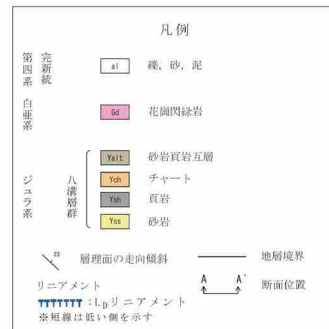 凡例
第四系 完新統 al 礫，砂，泥
白亜系 Gd 花崗閃緑岩
ジュラ系 八溝層群
Yalt 砂岩頁岩互層
Ych チャート
Ysh 頁岩
Yss 砂岩
23 層理面の走向傾斜 地層境界
リニアメント A A' 断面位置
：LDリニアメント
※短線は低い側を示す